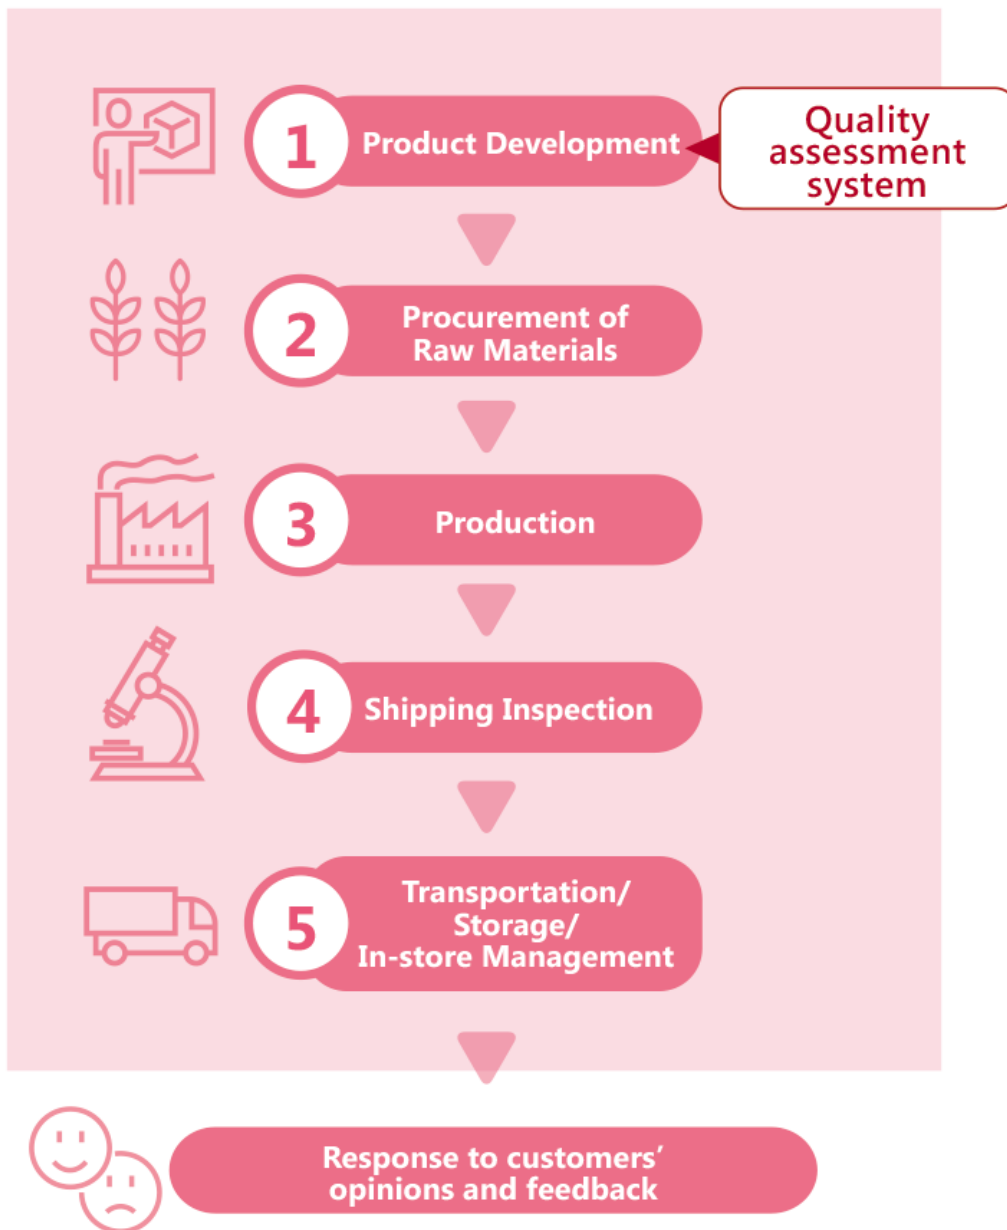 1
Product Development
Quality
assessment
system
2
Procurement of
Raw Materials
3
Production
4
Shipping Inspection
5
Transportation/
Storage/
In-store Management
Response to customers’
opinions and feedback